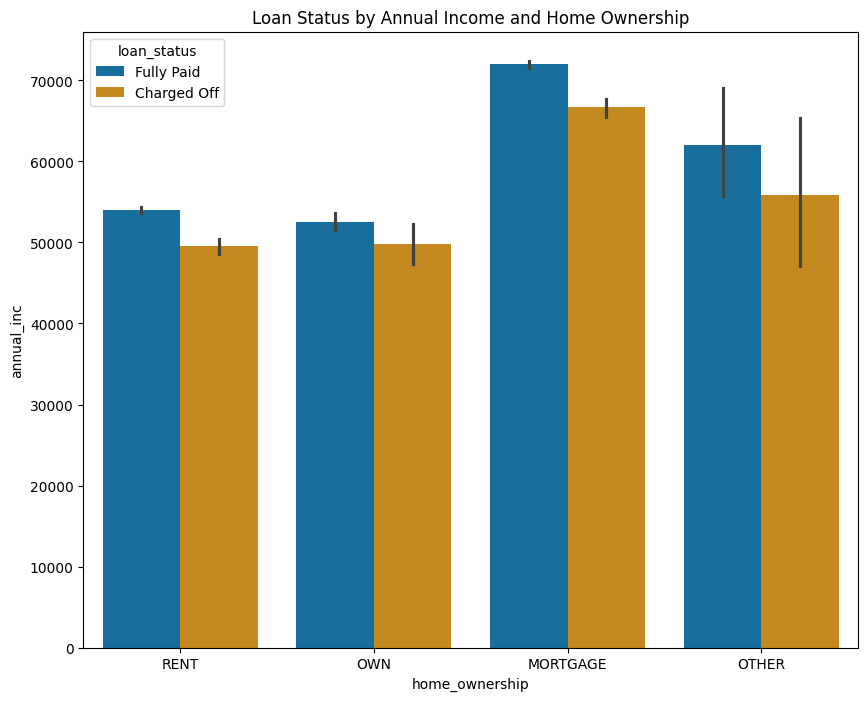 Loan Status by Annual Income and Home Ownership
loan_status
Fully Paid
Charged Off
annual_inc
70000
60000
50000
40000
30000
20000
10000
0
RENT
OWN
MORTGAGE
OTHER
home_ownership